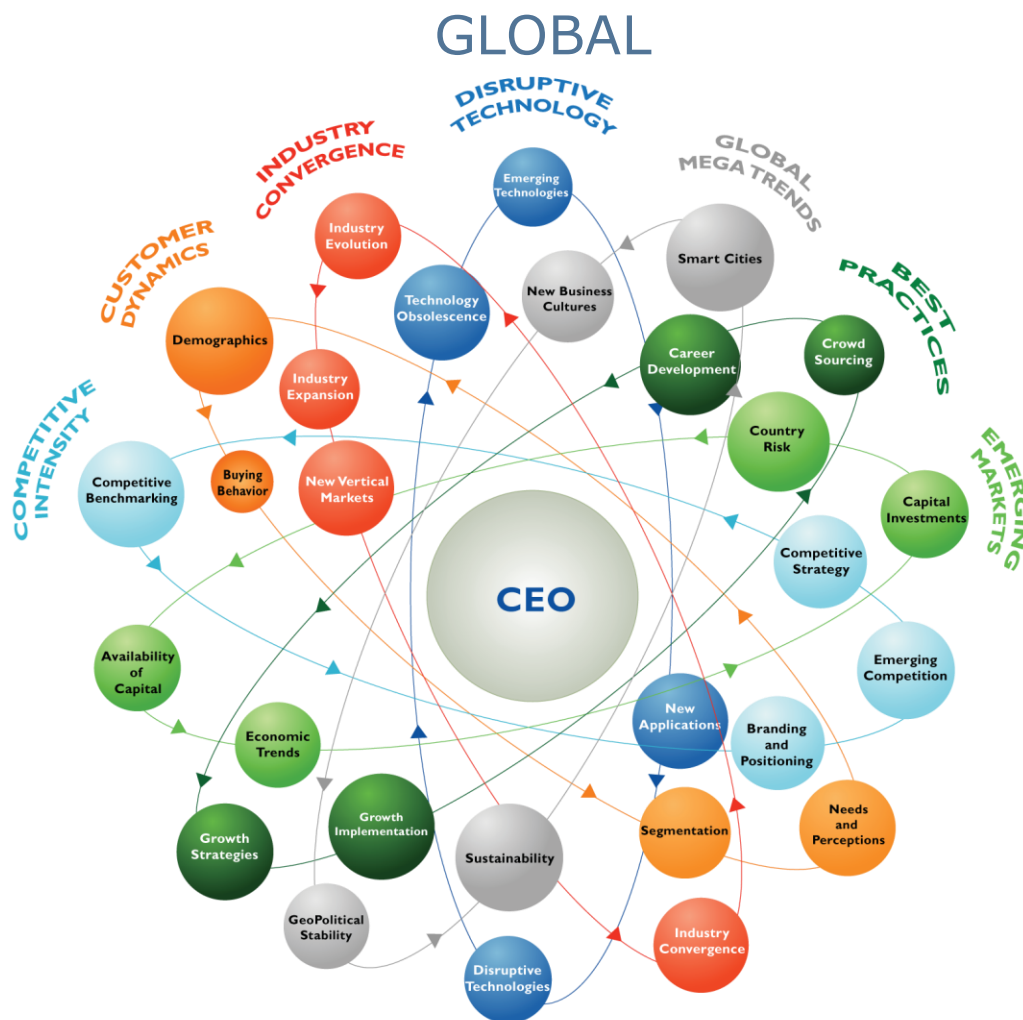 GLOBAL
DISRUPTIVE
TECHNOLOGY
INDUSTRY
CONVERGENCE
GLOBAL
MEGA TRENDS
CUSTOMER
DYNAMICS
BEST
PRACTICES
COMPETITIVE
INTENSITY
EMERGING
MARKETS
Emerging
Technologies
Industry
Evolution
Smart Cities
New Business
Cultures
Technology
Obsolescence
Demographics
Career
Development
Crowd
Sourcing
Industry
Expansion
Country
Risk
Competitive
Benchmarking
Buying
Behavior
New Vertical
Markets
Capital
Investments
Competitive
Strategy
CEO
Availability
of
Capital
Emerging
Competition
New
Applications
Economic
Trends
Branding
and
Positioning
Growth
Strategies
Growth
Implementation
Sustainability
Segmentation
Needs
and
Perceptions
GeoPolitical
Stability
Industry
Convergence
Disruptive
Technologies